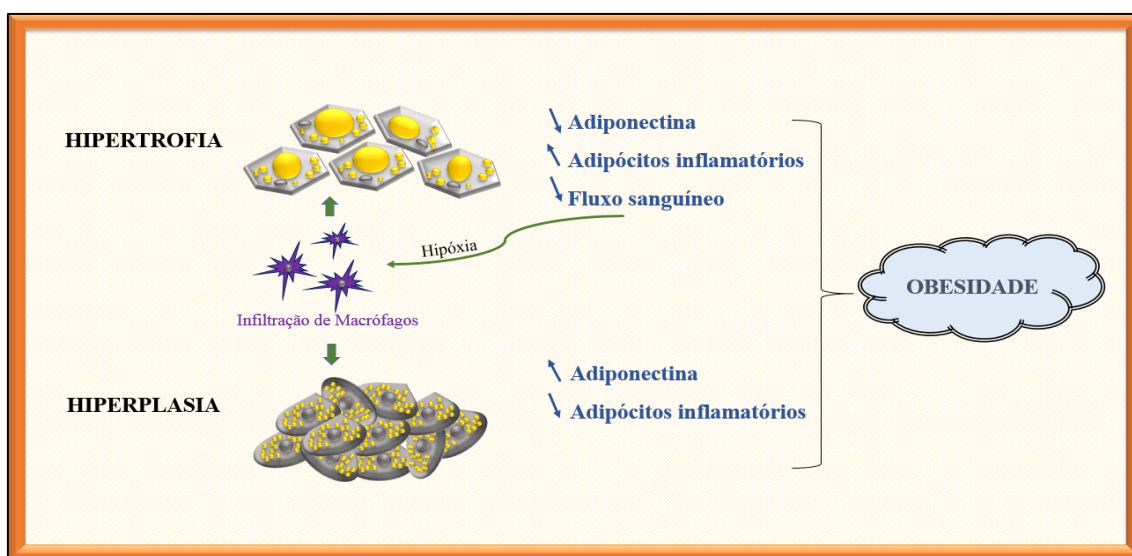 HIPERTROFIA
Adiponectina
Adipócitos inflamatórios
Fluxo sanguíneo
Hipóxia
Infiltração de Macrófagos
OBESIDADE
HIPERPLASIA
Adiponectina
Adipócitos inflamatórios